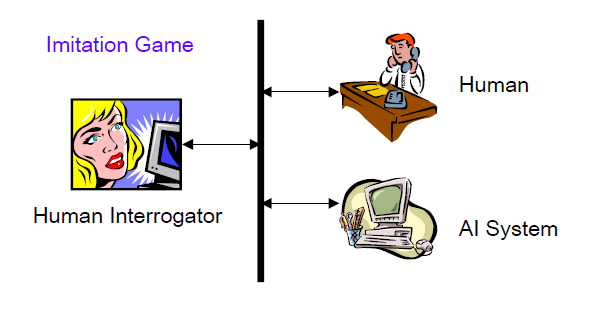 Imitation Game
Human
Human Interrogator
AI System